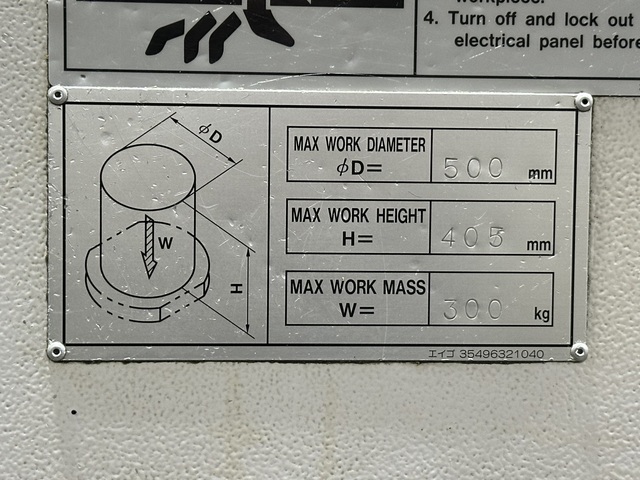 workpiece.
4. Turn off and lock out
electrical panel before
φD
W
H
MAX WORK DIAMETER
φD= 500 mm
MAX WORK HEIGHT
H= 405 mm
MAX WORK MASS
W= 300 kg
エイゴ 35496321040